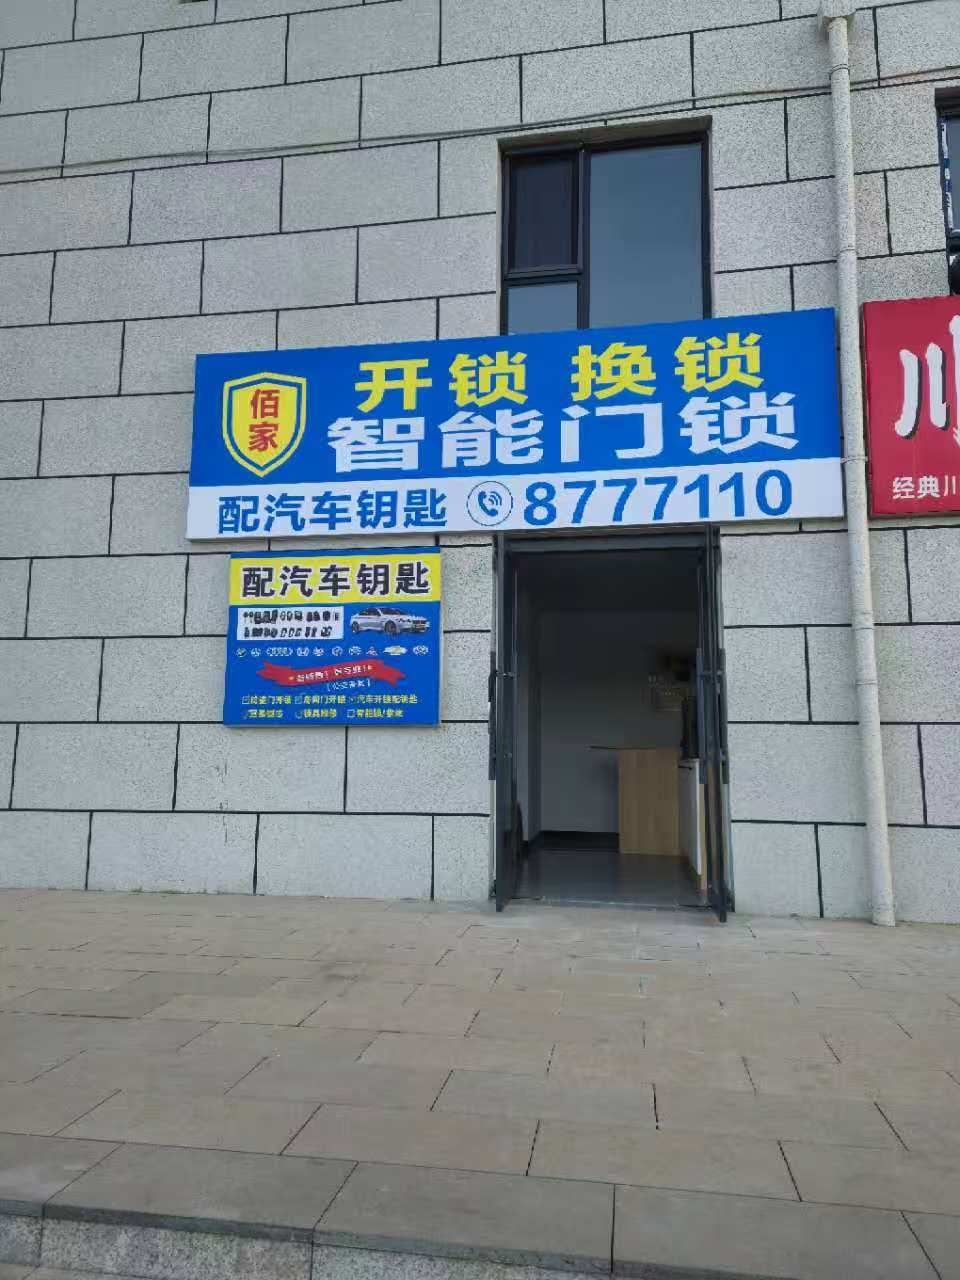 佰家
开锁 换锁
智能门锁
配汽车钥匙 8777110
川
经典川
配汽车钥匙